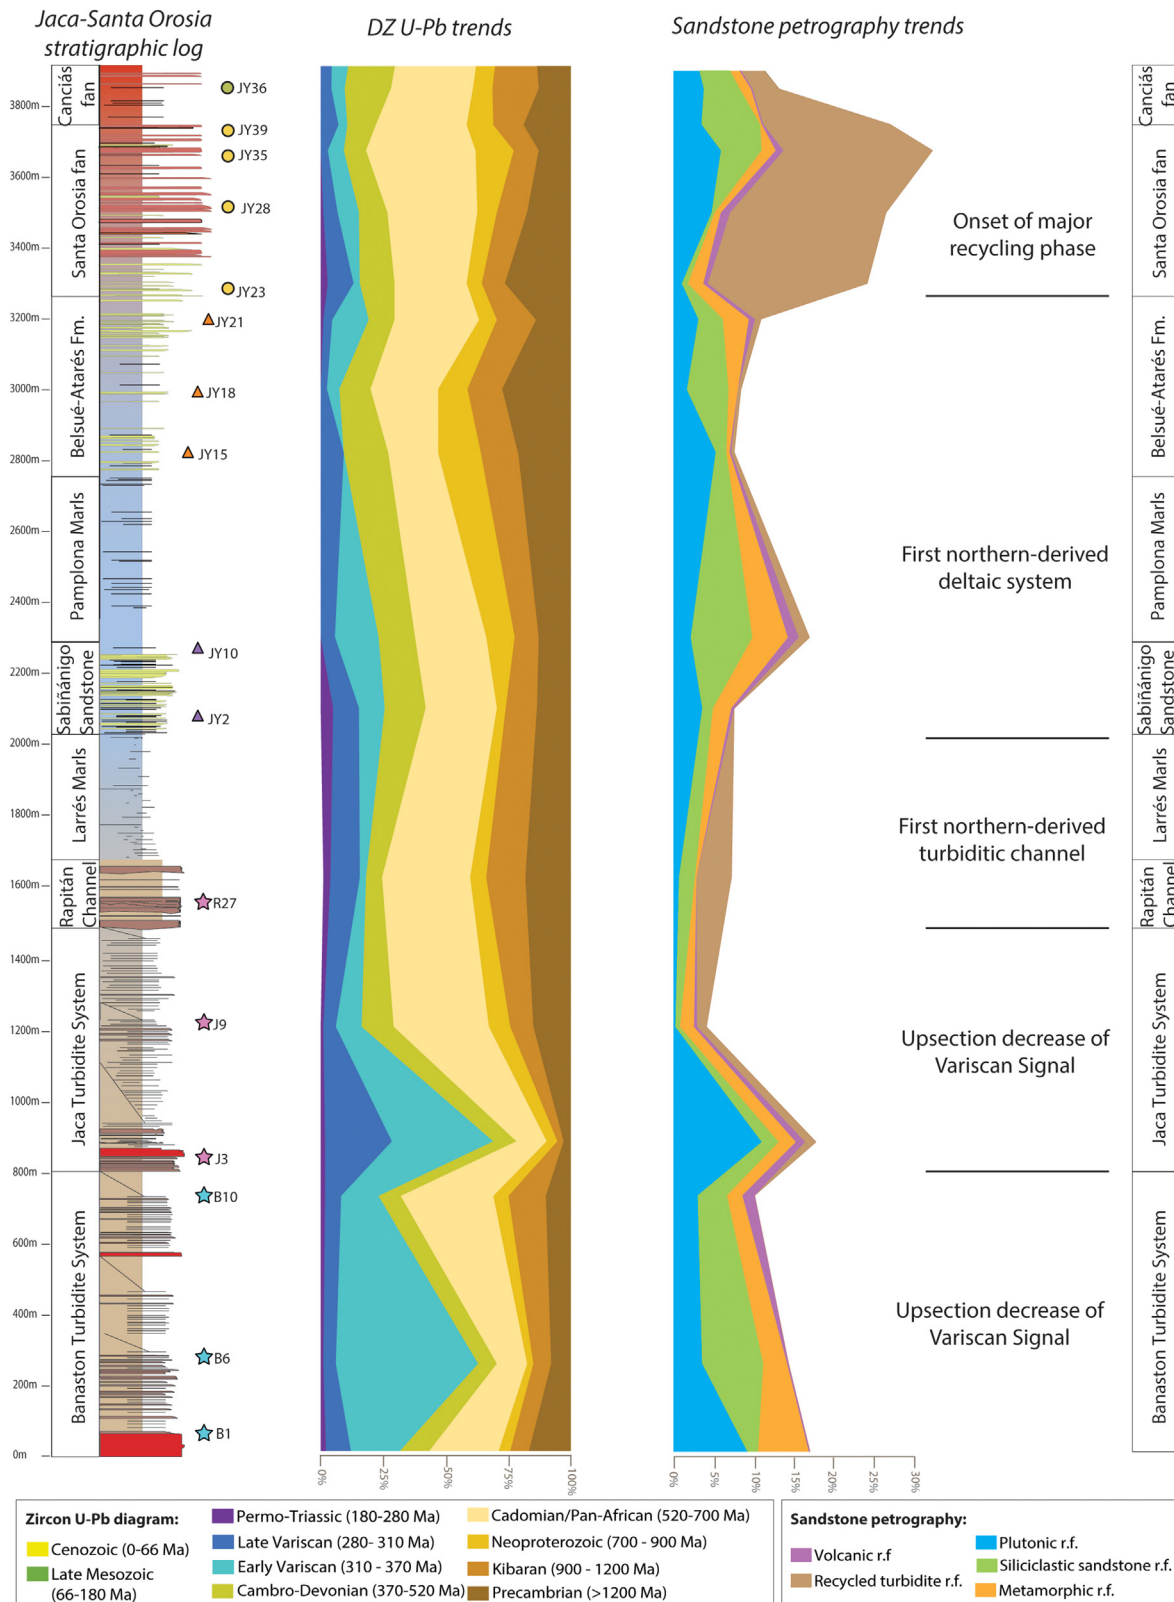 Jaca-Santa Orosia
stratigraphic log
DZ U-Pb trends
Sandstone petrography trends
3800m
3600m
3400m
3200m
3000m
2800m
2600m
2400m
2200m
2000m
1800m
1600m
1400m
1200m
1000m
800m
600m
400m
200m
0m
Canciás
fan
Santa Orosia fan
Belsué-Atarés Fm.
Pamplona Marls
Sabiñánigo
Sandstone
Larrés Marls
Rapitán
Channel
Jaca Turbidite System
Banaston Turbidite System
JY36
JY39
JY35
JY28
JY23
JY21
JY18
JY15
JY10
JY2
R27
J9
J3
B10
B6
B1
0%
25%
50%
75%
100%
0%
5%
10%
15%
20%
25%
30%
Onset of major
recycling phase
First northern-derived
deltaic system
First northern-derived
turbiditic channel
Upsection decrease of
Variscan Signal
Upsection decrease of
Variscan Signal
Canciás
fan
Santa Orosia fan
Belsué-Atarés Fm.
Pamplona Marls
Sabiñánigo
Sandstone
Larrés Marls
Rapitán
Channel
Jaca Turbidite System
Banaston Turbidite System
Zircon U-Pb diagram:
Cenozoic (0-66 Ma)
Late Mesozoic
(66-180 Ma)
Permo-Triassic (180-280 Ma)
Late Variscan (280- 310 Ma)
Early Variscan (310 - 370 Ma)
Cambro-Devonian (370-520 Ma)
Cadomian/Pan-African (520-700 Ma)
Neoproterozoic (700 - 900 Ma)
Kibaran (900 - 1200 Ma)
Precambrian (>1200 Ma)
Sandstone petrography:
Volcanic r.f
Recycled turbidite r.f.
Plutonic r.f.
Siliciclastic sandstone r.f.
Metamorphic r.f.